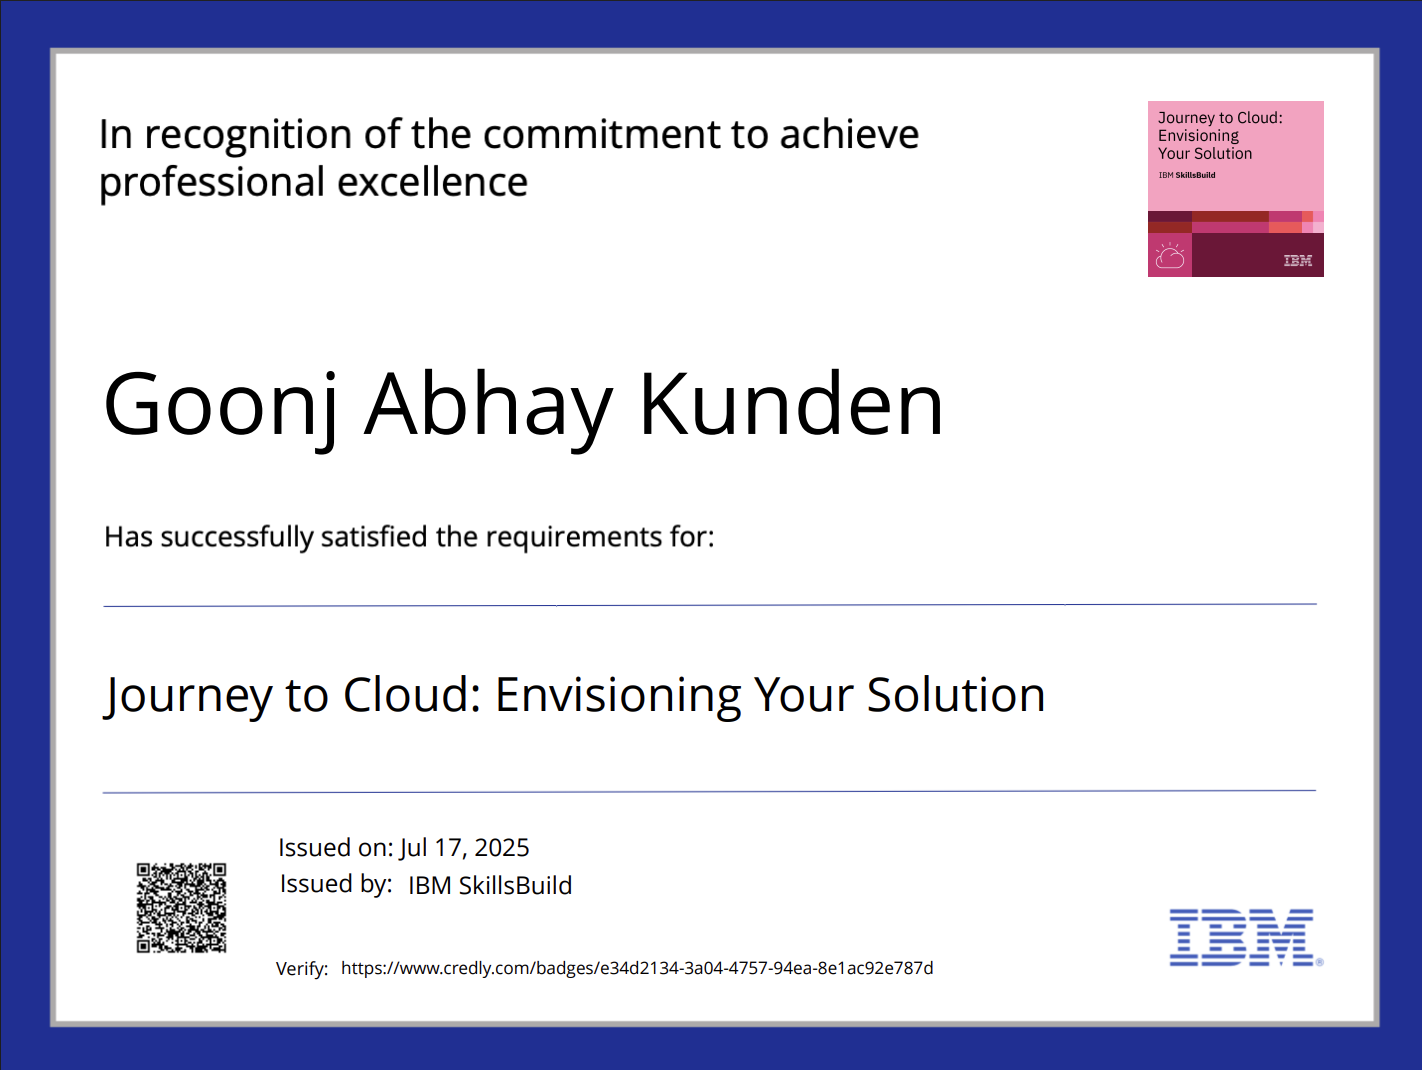 In recognition of the commitment to achieve
professional excellence
Journey to Cloud:
Envisioning
Your Solution
IBM SkillsBuild
IBM
Goonj Abhay Kunden
Has successfully satisfied the requirements for:
Journey to Cloud: Envisioning Your Solution
Issued on: Jul 17, 2025
Issued by: IBM SkillsBuild
Verify: https://www.credly.com/badges/e34d2134-3a04-4757-94ea-8e1ac92e787d
IBM®